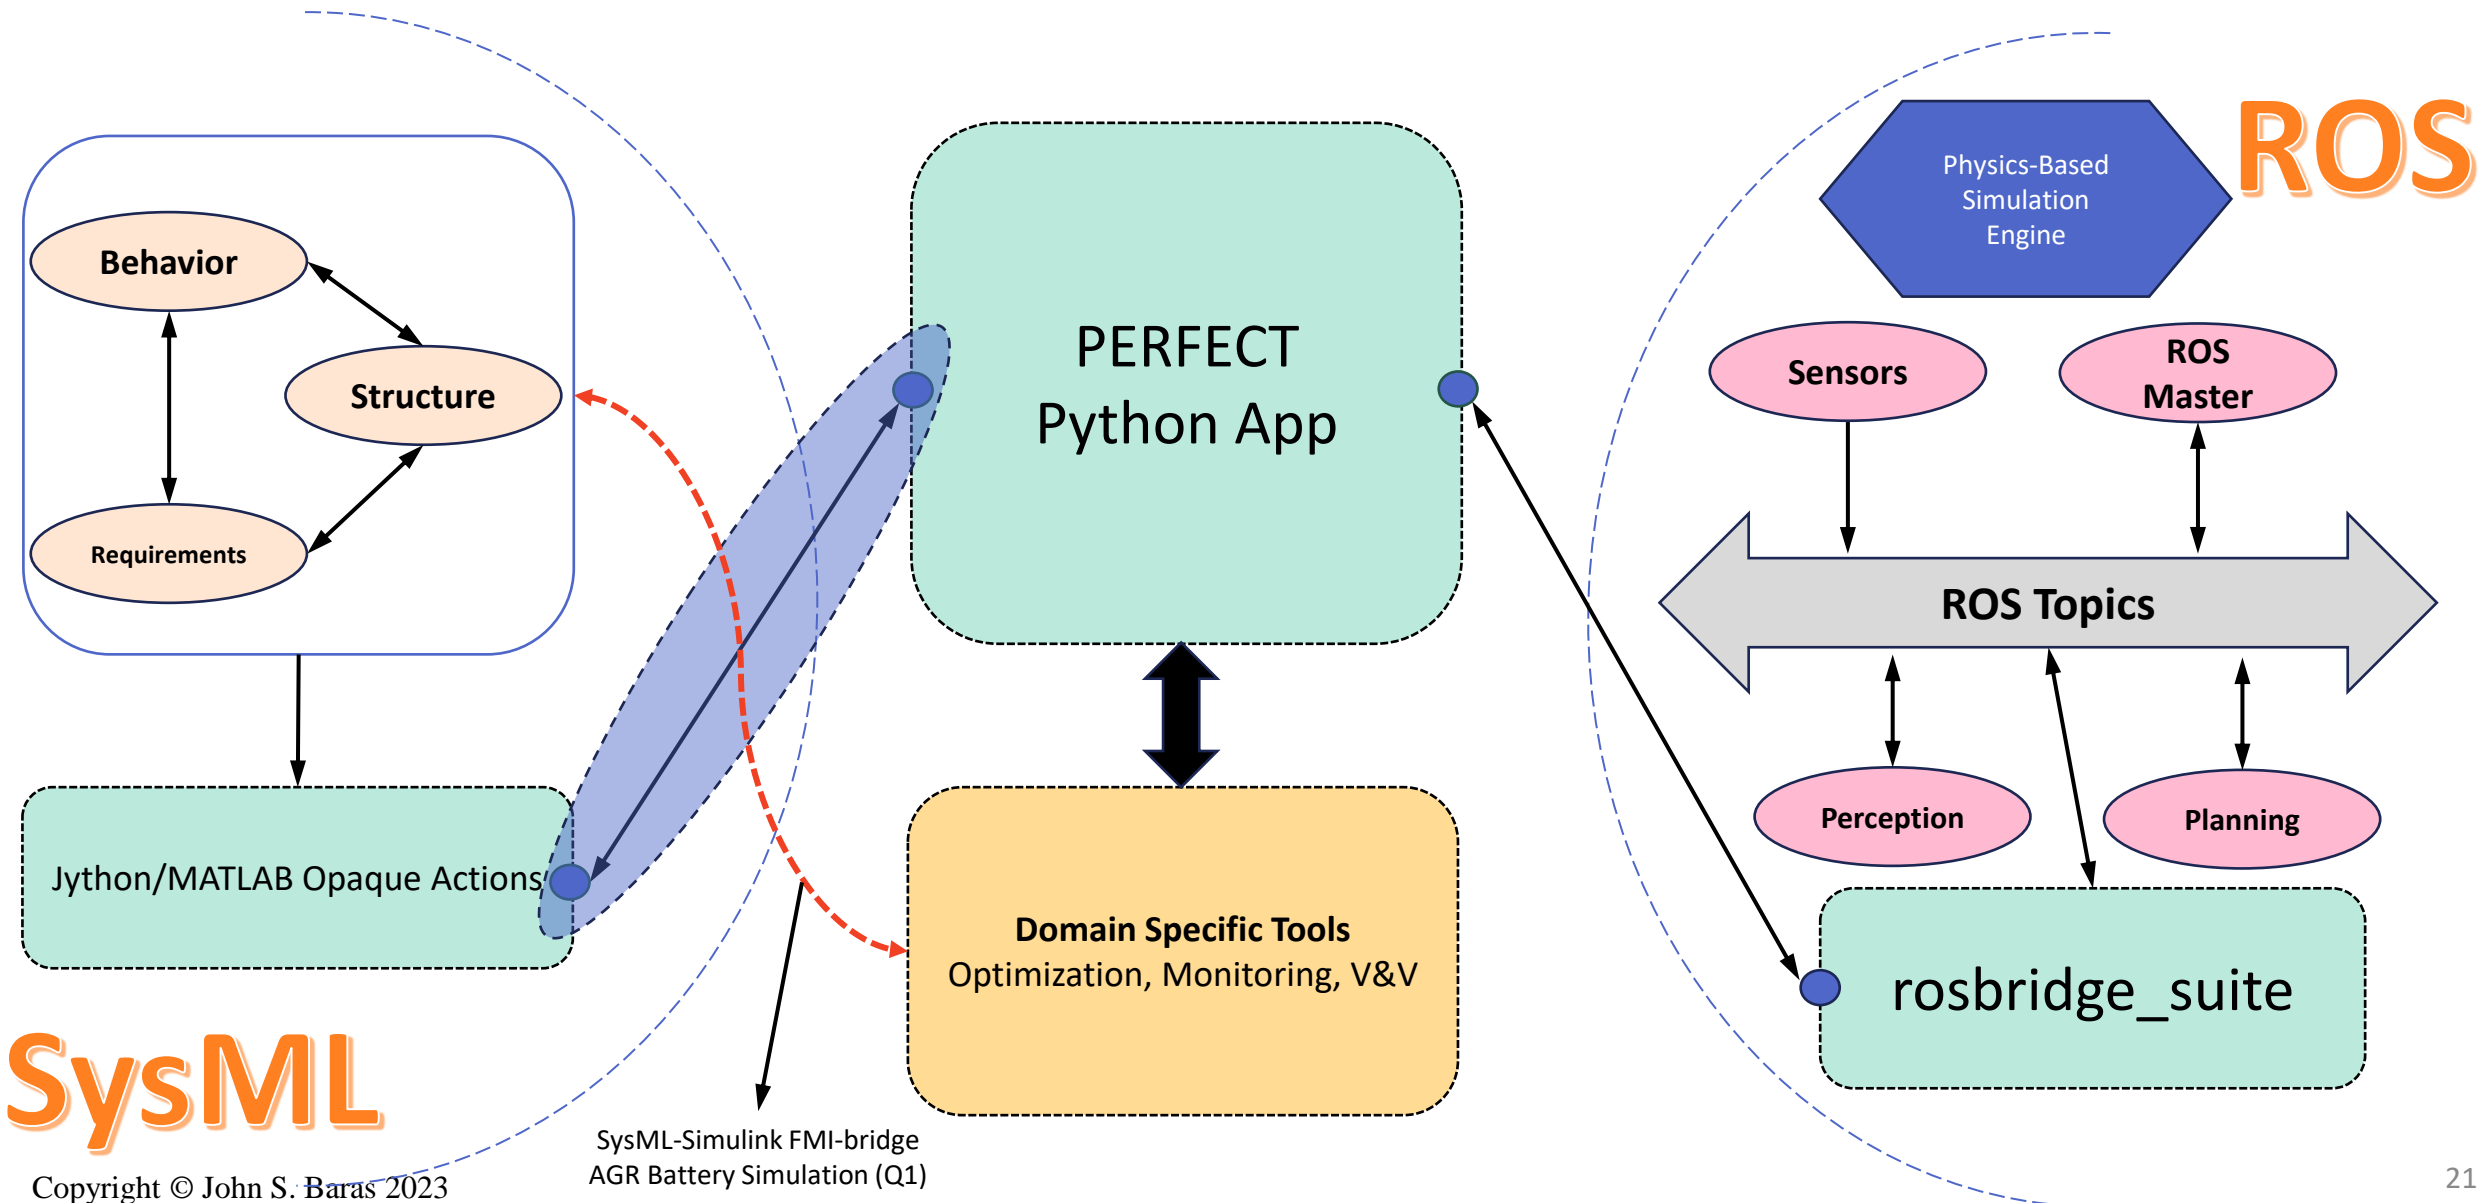 ROS
Physics-Based
Simulation
Engine
Behavior
Structure
Requirements
PERFECT
Python App
Sensors
ROS
Master
ROS Topics
Perception
Planning
Jython/MATLAB Opaque Actions
Domain Specific Tools
Optimization, Monitoring, V&V
rosbridge_suite
SysML
SysML-Simulink FMI-bridge
AGR Battery Simulation (Q1)
Copyright © John S. Baras 2023
21